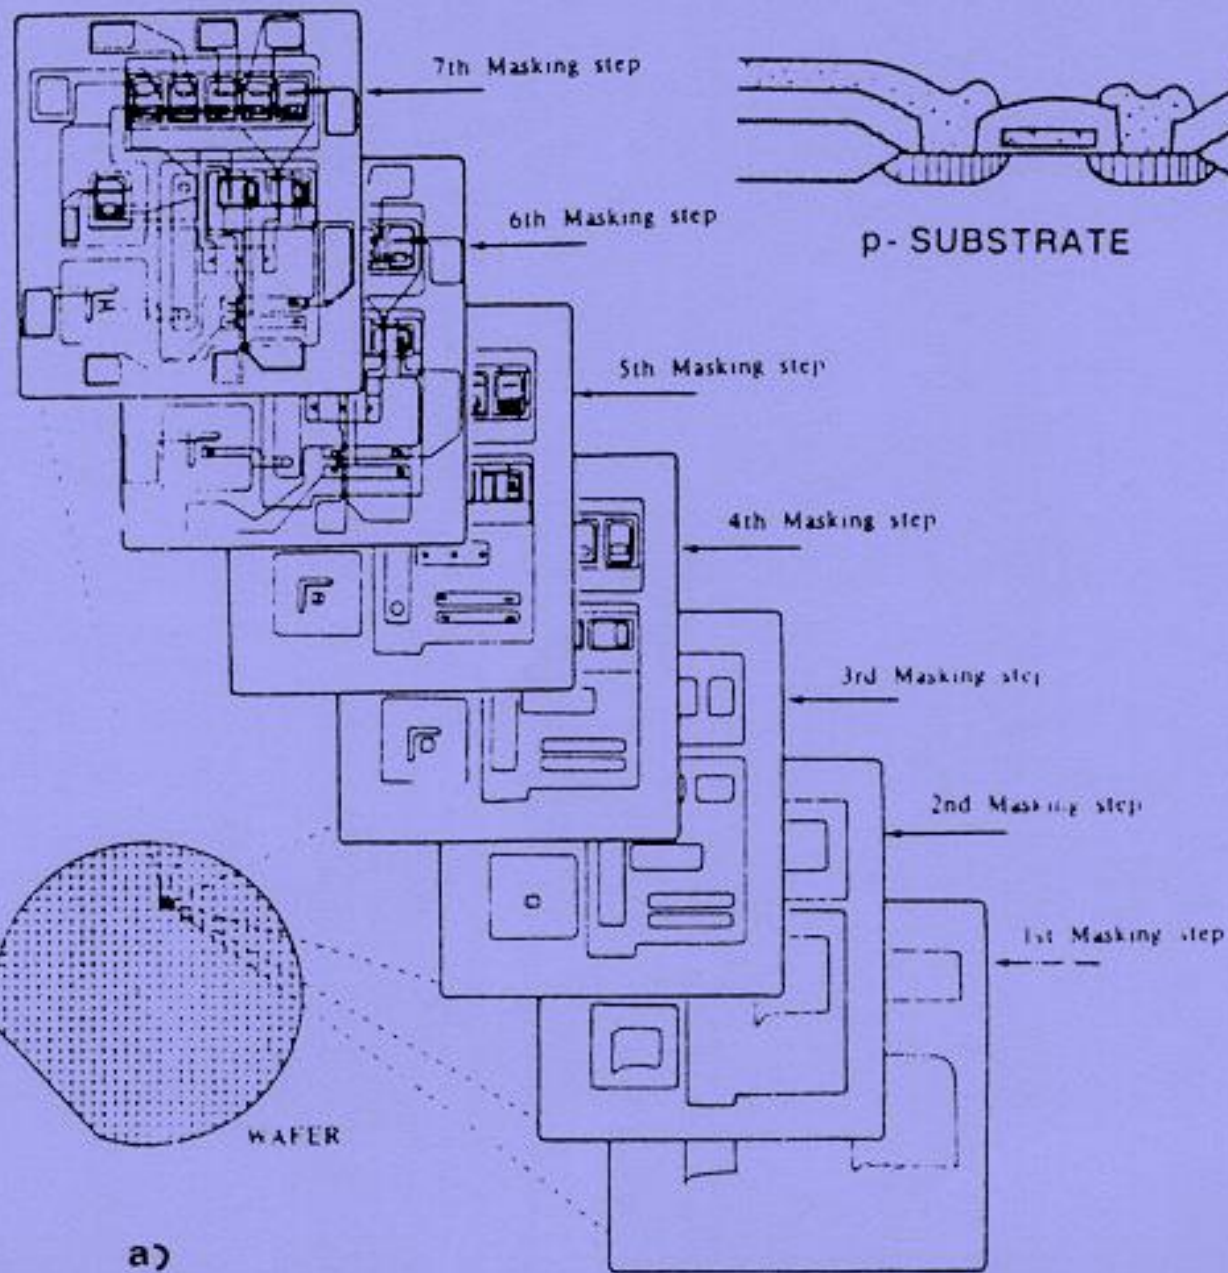 7th Masking step
6th Masking step
p- SUBSTRATE
5th Masking step
4th Masking step
3rd Masking step
2nd Masking step
1st Masking step
WAFER
a)